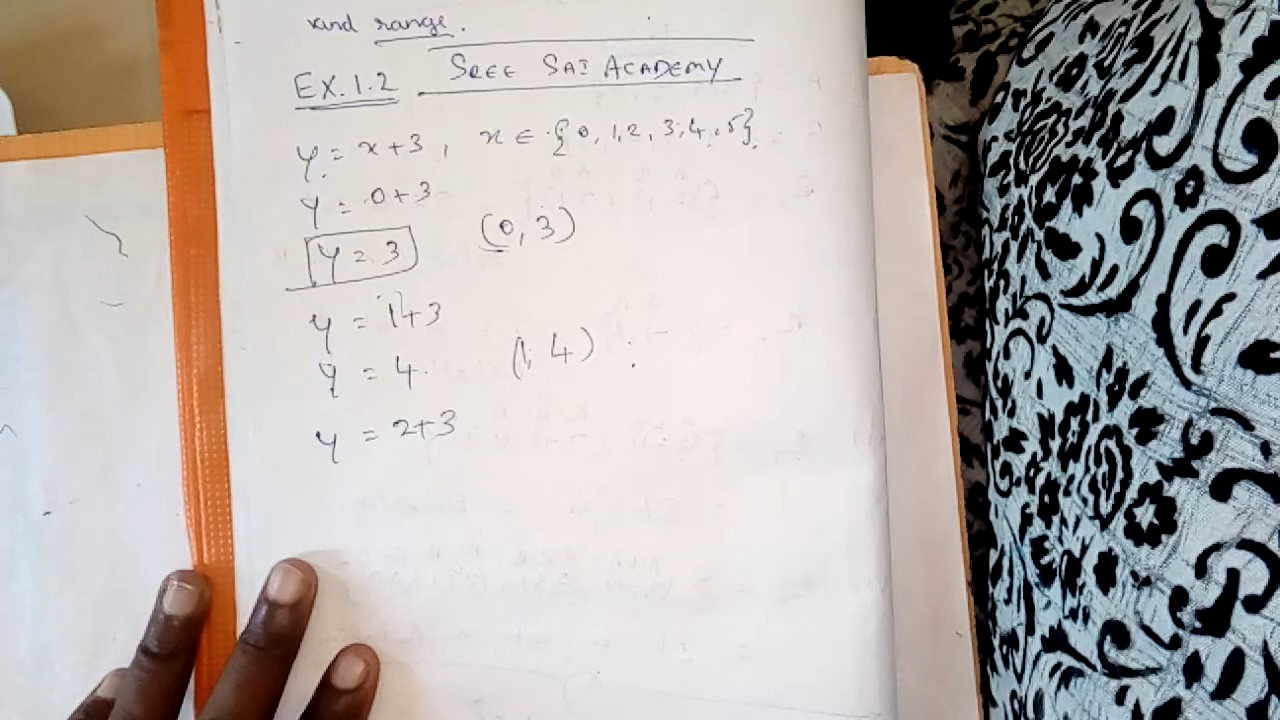 and range.
EX.1.2 SREE SAI ACADEMY
y = x+3, x ∈ {0, 1, 2, 3, 4, 5}.
y = 0+3
y = 3 (0, 3)
y = 1+3
y = 4. (1, 4)
y = 2+3